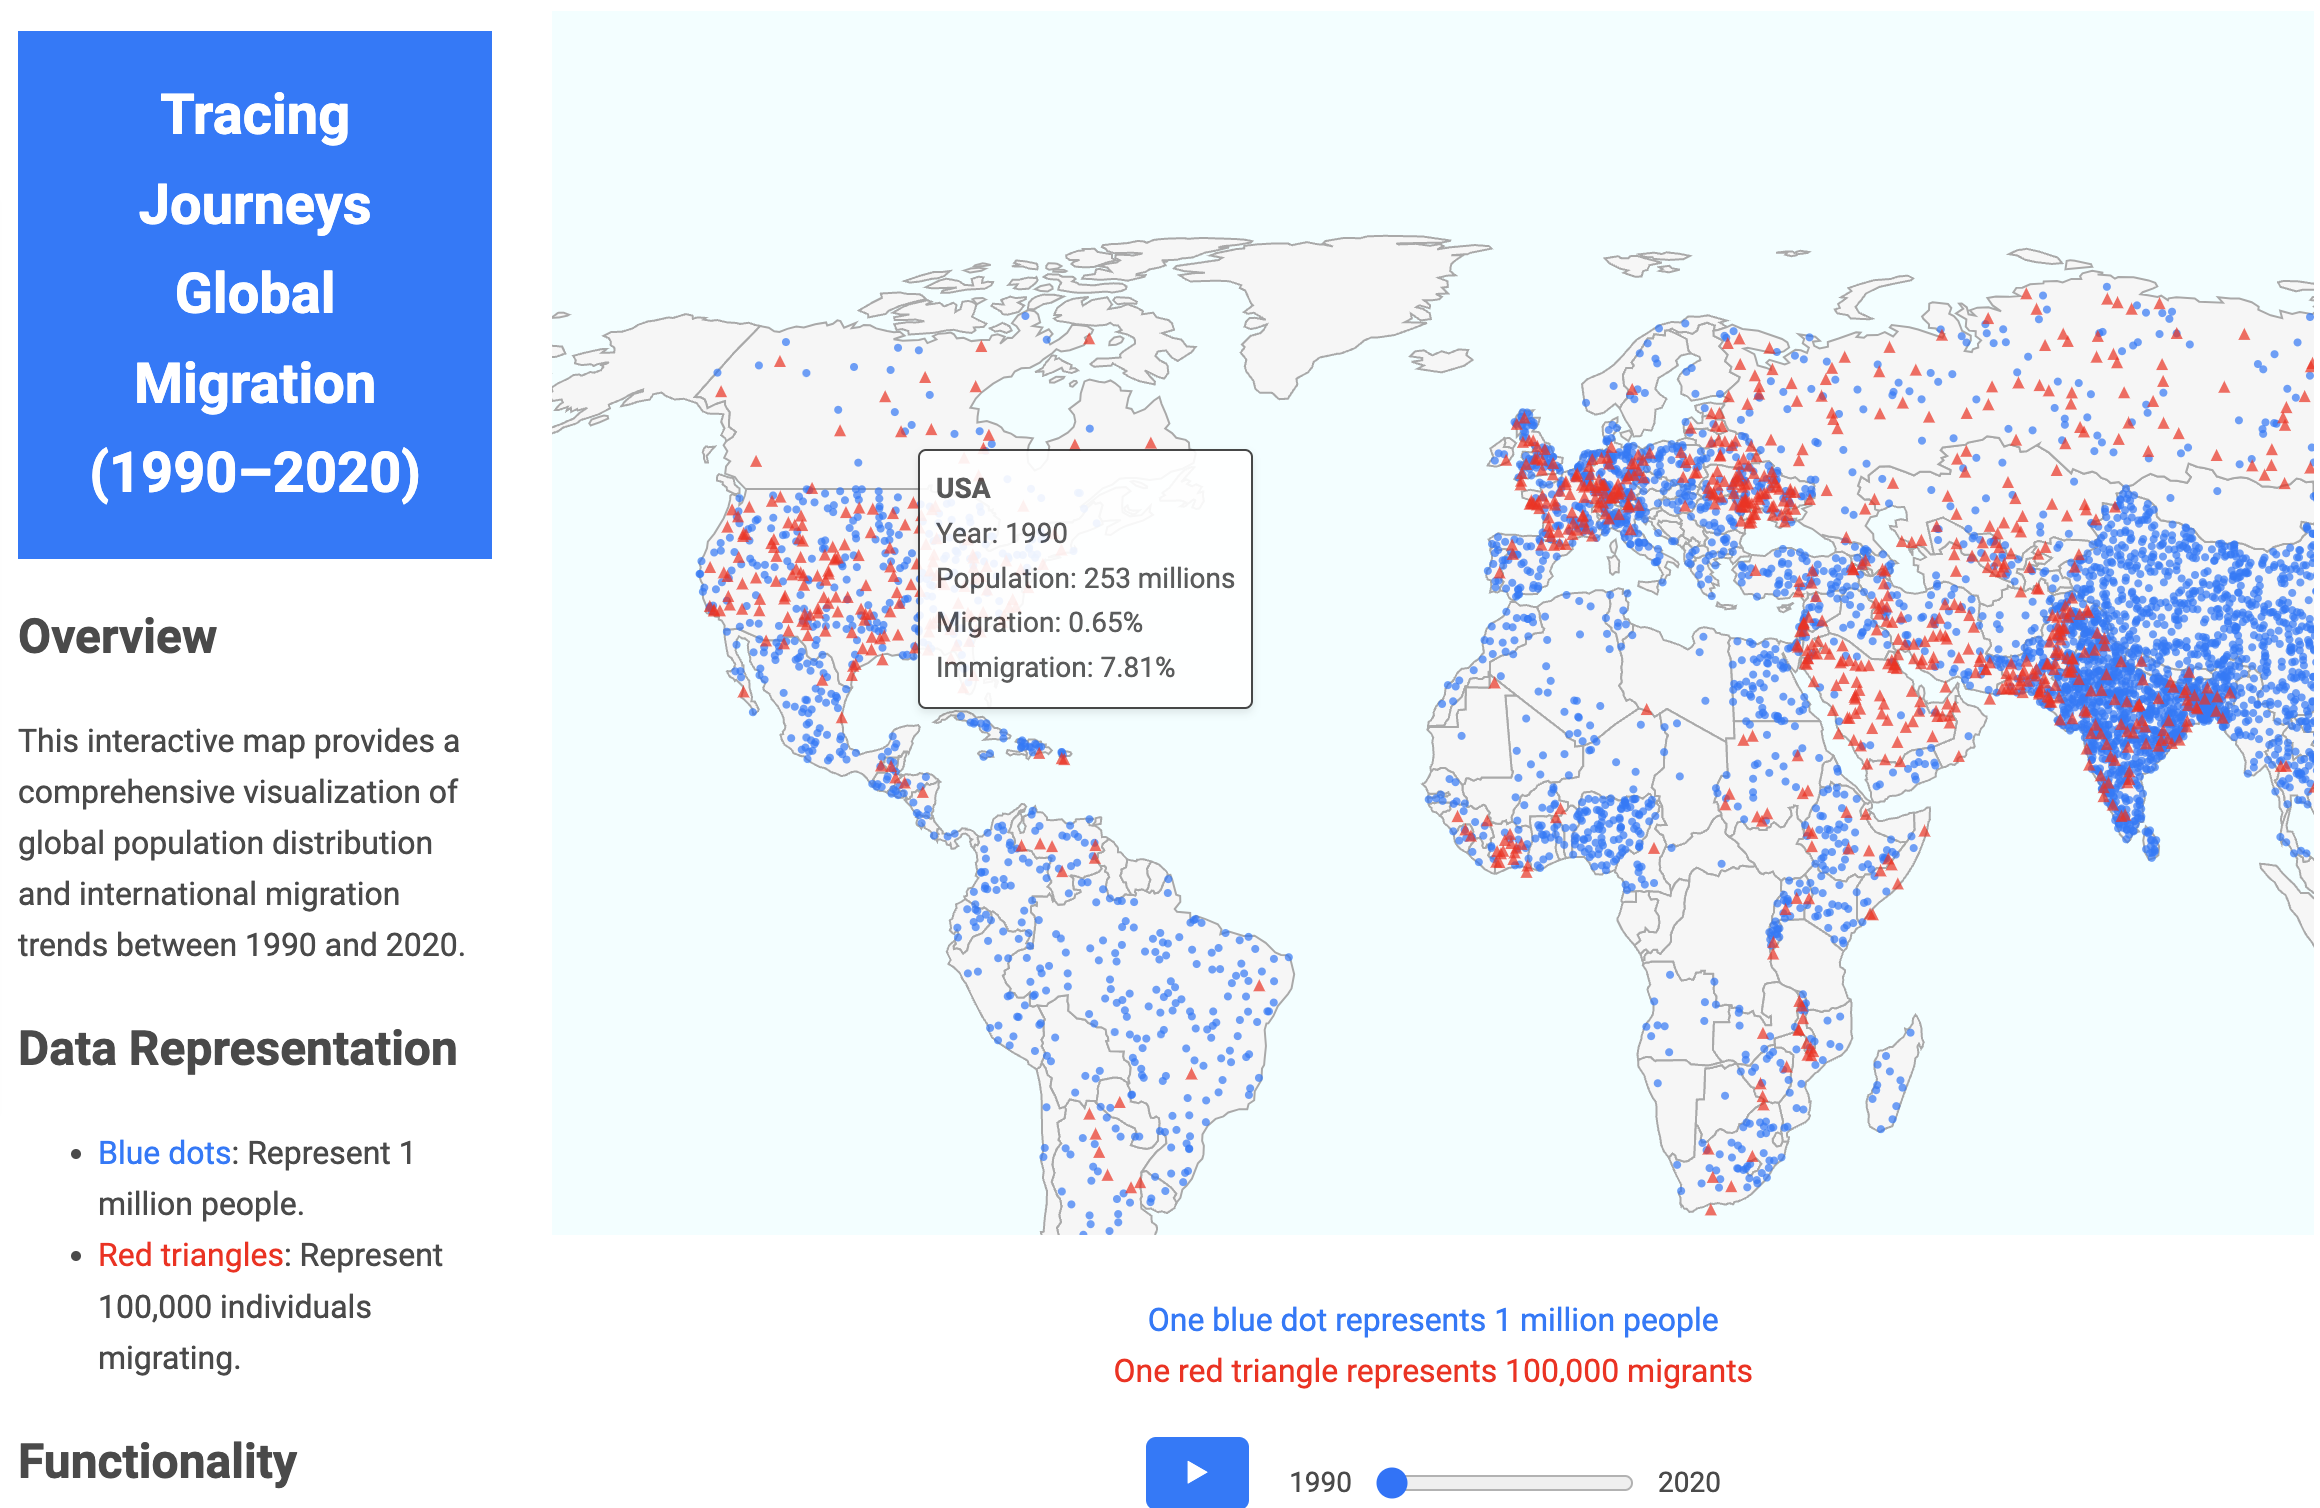 Tracing
Journeys
Global
Migration
(1990–2020)
Overview
This interactive map provides a
comprehensive visualization of
global population distribution
and international migration
trends between 1990 and 2020.
Data Representation
• Blue dots: Represent 1
million people.
• Red triangles: Represent
100,000 individuals
migrating.
Functionality
USA
Year: 1990
Population: 253 millions
Migration: 0.65%
Immigration: 7.81%
One blue dot represents 1 million people
One red triangle represents 100,000 migrants
1990 2020